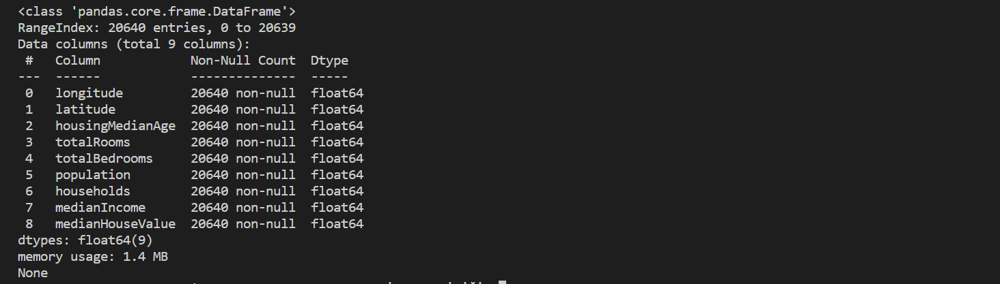 <class 'pandas.core.frame.DataFrame'>
RangeIndex: 20640 entries, 0 to 20639
Data columns (total 9 columns):
 #   Column            Non-Null Count  Dtype
---  ------            --------------  -----
 0   longitude         20640 non-null  float64
 1   latitude          20640 non-null  float64
 2   housingMedianAge  20640 non-null  float64
 3   totalRooms        20640 non-null  float64
 4   totalBedrooms     20640 non-null  float64
 5   population        20640 non-null  float64
 6   households        20640 non-null  float64
 7   medianIncome      20640 non-null  float64
 8   medianHouseValue  20640 non-null  float64
dtypes: float64(9)
memory usage: 1.4 MB
None